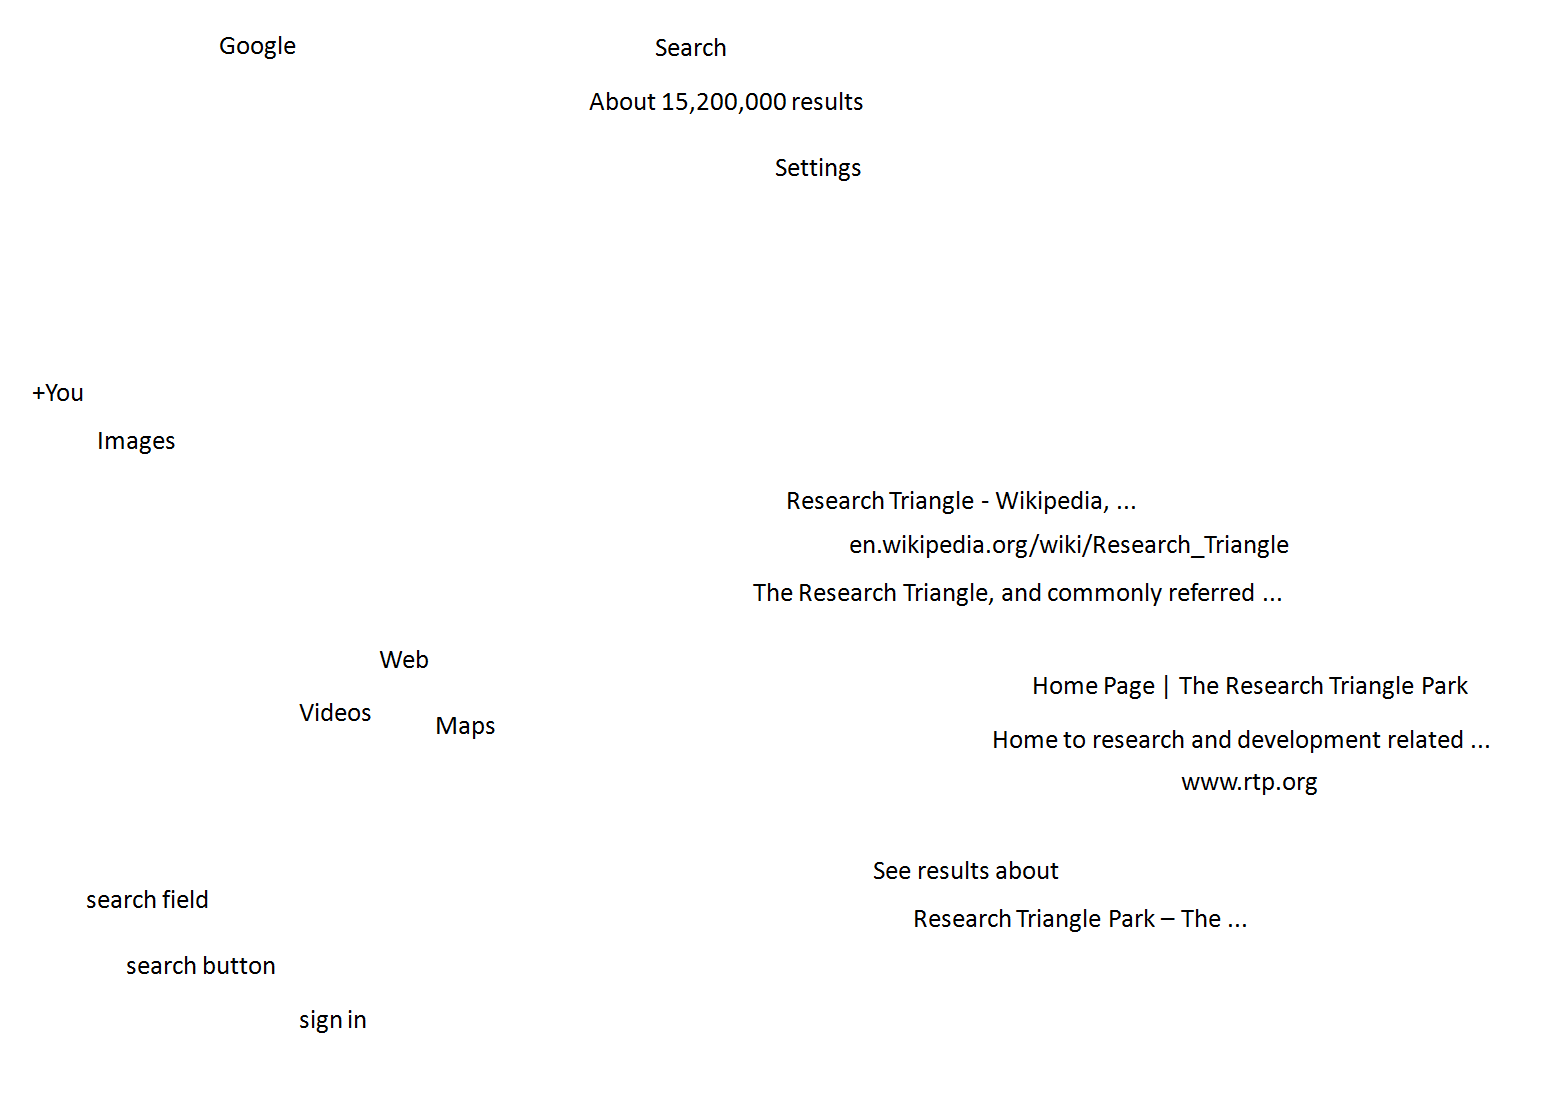 Google
Search
About 15,200,000 results
Settings
+You
Images
Research Triangle - Wikipedia, ...
en.wikipedia.org/wiki/Research_Triangle
The Research Triangle, and commonly referred ...
Web
Videos
Maps
Home Page | The Research Triangle Park
Home to research and development related ...
www.rtp.org
See results about
Research Triangle Park – The ...
search field
search button
sign in